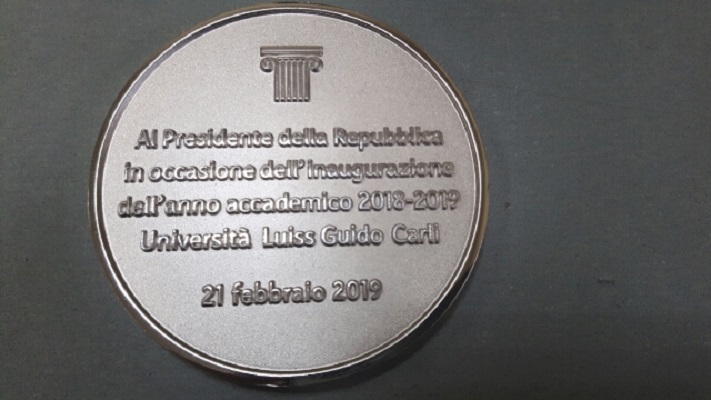 Al Presidente della Repubblica
in occasione dell'inaugurazione
dell'anno accademico 2018-2019
Università Luiss Guido Carli
21 febbraio 2019